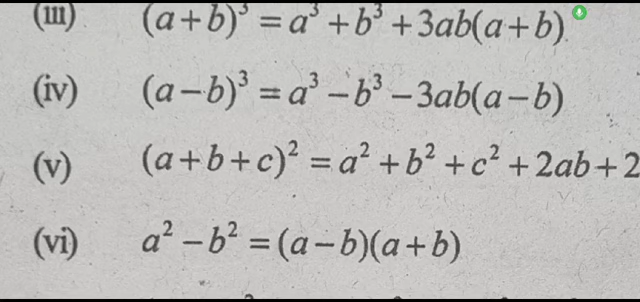 (iii) (a+b)³ = a³ + b³ + 3ab(a+b)
(iv) (a−b)³ = a³ − b³ − 3ab(a−b)
(v) (a+b+c)² = a² + b² + c² + 2ab + 2
(vi) a² − b² = (a−b)(a+b)